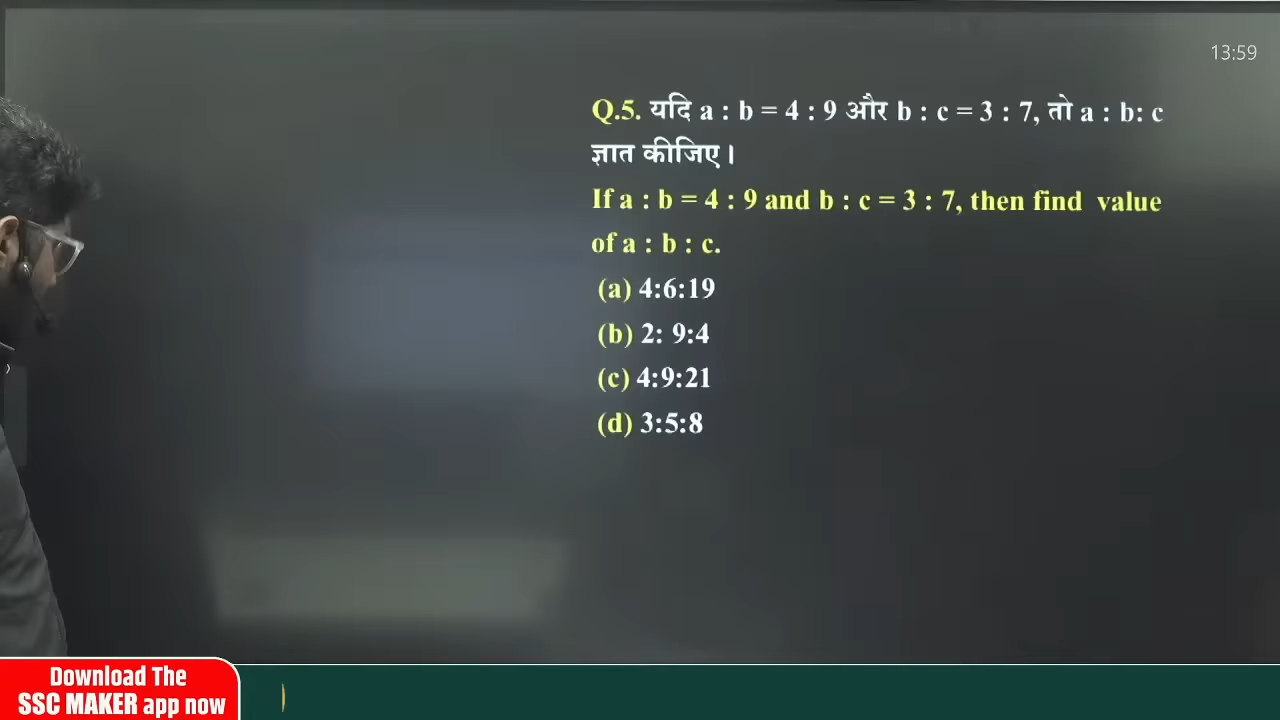 13:59
Q.5. यदि a : b = 4 : 9 और b : c = 3 : 7, तो a : b: c
ज्ञात कीजिए।
If a : b = 4 : 9 and b : c = 3 : 7, then find value
of a : b : c.
(a) 4:6:19
(b) 2: 9:4
(c) 4:9:21
(d) 3:5:8
Download The
SSC MAKER app now